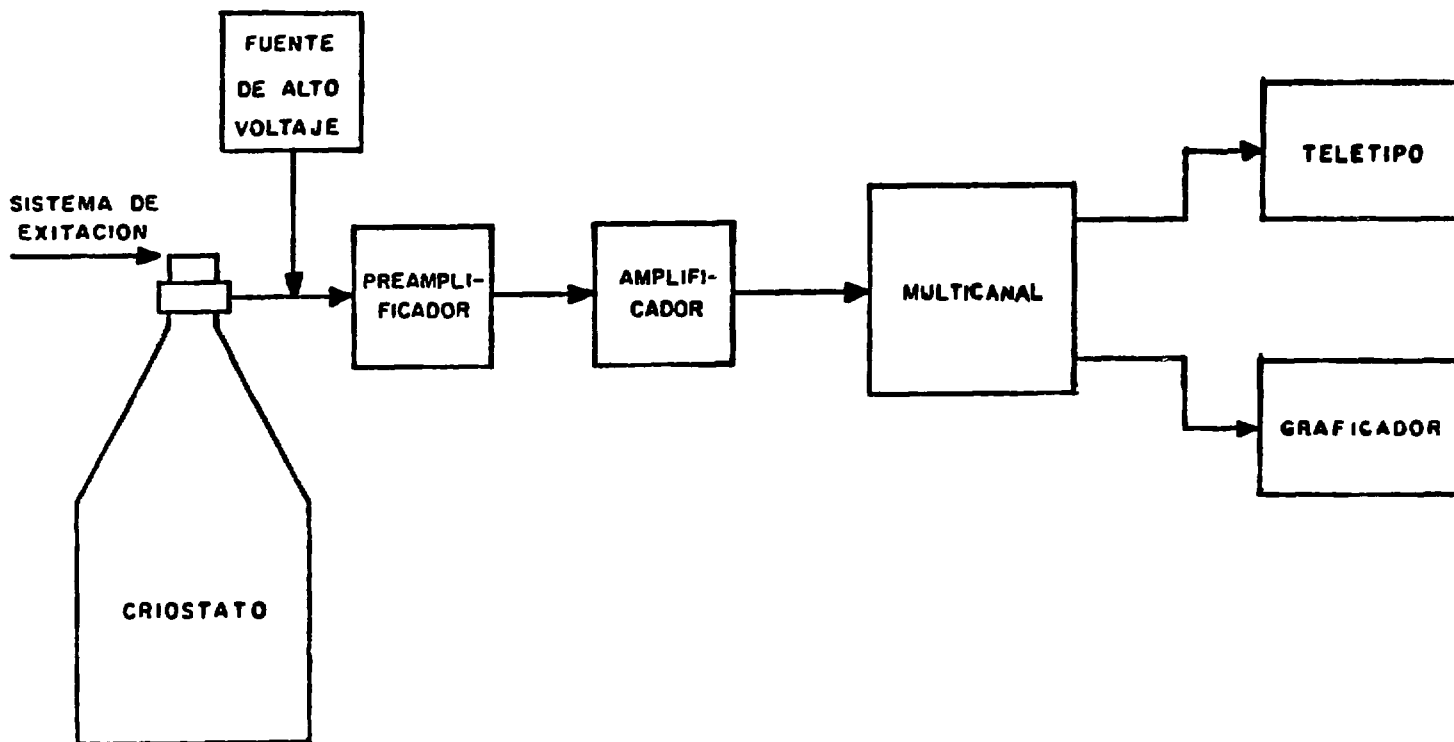 FUENTE
DE ALTO
VOLTAJE
SISTEMA DE
EXITACION
PREAMPLI-
FICADOR
AMPLIFI-
CADOR
MULTICANAL
TELETIPO
GRAFICADOR
CRIOSTATO